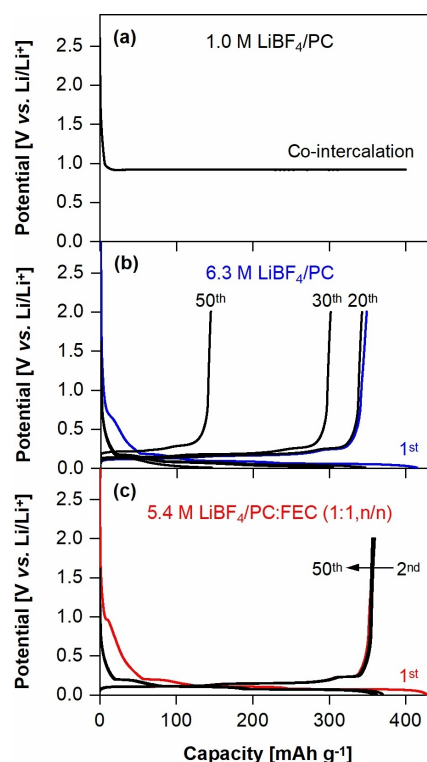 (a)
1.0 M LiBF₄/PC
Co-intercalation
Potential [V vs. Li/Li⁺]
2.5
2.0
1.5
1.0
0.5
0.0
(b)
6.3 M LiBF₄/PC
50th
30th
20th
1st
Potential [V vs. Li/Li⁺]
2.5
2.0
1.5
1.0
0.5
0.0
(c)
5.4 M LiBF₄/PC:FEC (1:1,n/n)
50th
2nd
1st
Potential [V vs. Li/Li⁺]
2.5
2.0
1.5
1.0
0.5
0.0
0 100 200 300 400
Capacity [mAh g⁻¹]